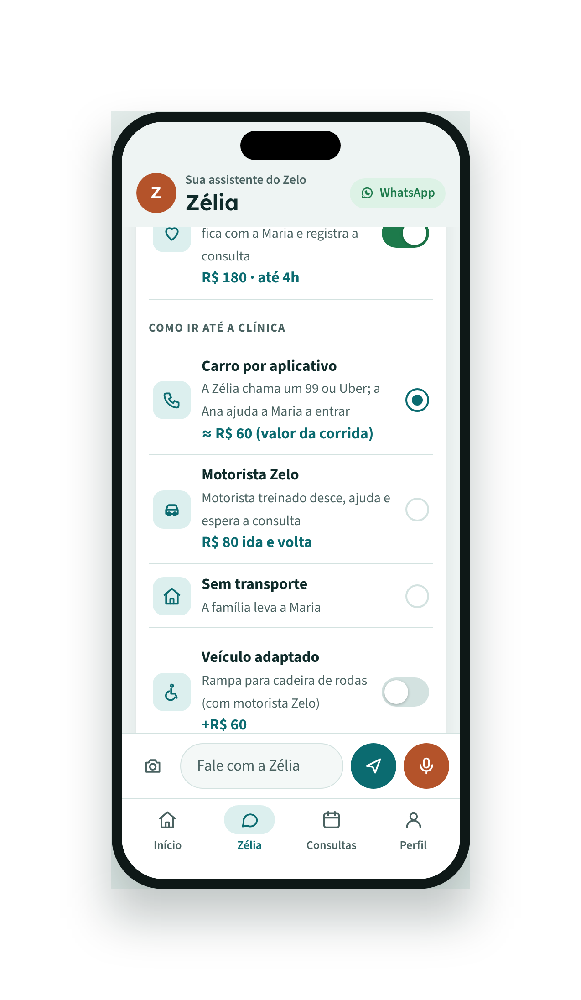 Z
Sua assistente do Zelo
Zélia
WhatsApp
fica com a Maria e registra a
consulta
R$ 180 · até 4h
COMO IR ATÉ A CLÍNICA
Carro por aplicativo
A Zélia chama um 99 ou Uber; a
Ana ajuda a Maria a entrar
≈ R$ 60 (valor da corrida)
Motorista Zelo
Motorista treinado desce, ajuda e
espera a consulta
R$ 80 ida e volta
Sem transporte
A família leva a Maria
Veículo adaptado
Rampa para cadeira de rodas
(com motorista Zelo)
+R$ 60
Fale com a Zélia
Início
Zélia
Consultas
Perfil